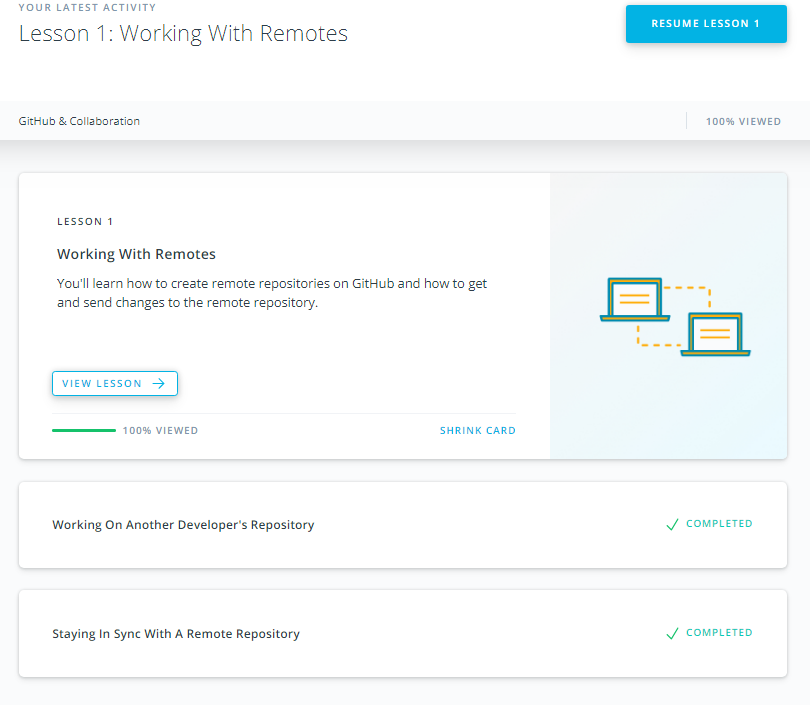 YOUR LATEST ACTIVITY
Lesson 1: Working With Remotes
RESUME LESSON 1
GitHub & Collaboration
100% VIEWED
LESSON 1
Working With Remotes
You'll learn how to create remote repositories on GitHub and how to get
and send changes to the remote repository.
VIEW LESSON
100% VIEWED
SHRINK CARD
Working On Another Developer's Repository
COMPLETED
Staying In Sync With A Remote Repository
COMPLETED